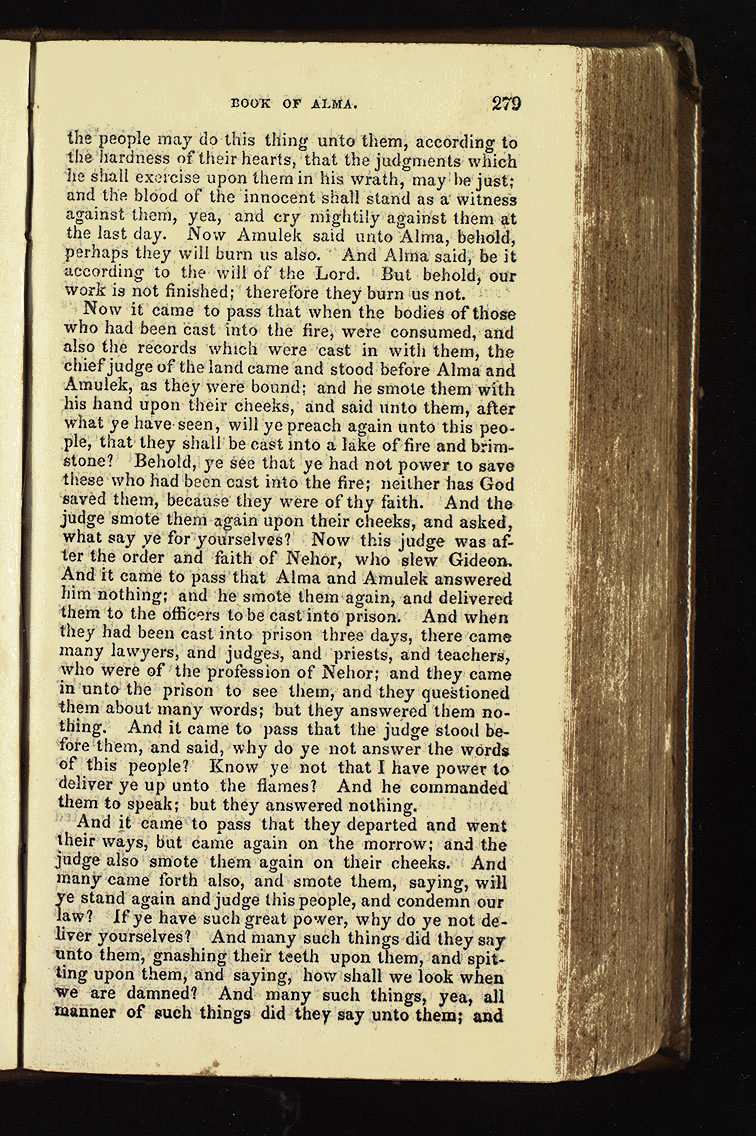 BOOK OF ALMA. 279
the people may do this thing unto them, according to
the hardness of their hearts, that the judgments which
he shall exercise upon them in his wrath, may be just;
and the blood of the innocent shall stand as a witness
against them, yea, and cry mightily against them at
the last day. Now Amulek said unto Alma, behold,
perhaps they will burn us also. And Alma said, be it
according to the will of the Lord. But behold, our
work is not finished; therefore they burn us not.
Now it came to pass that when the bodies of those
who had been cast into the fire, were consumed, and
also the records which were cast in with them, the
chief judge of the land came and stood before Alma and
Amulek, as they were bound; and he smote them with
his hand upon their cheeks, and said unto them, after
what ye have seen, will ye preach again unto this peo-
ple, that they shall be cast into a lake of fire and brim-
stone? Behold, ye see that ye had not power to save
these who had been cast into the fire; neither has God
saved them, because they were of thy faith. And the
judge smote them again upon their cheeks, and asked,
what say ye for yourselves? Now this judge was af-
ter the order and faith of Nehor, who slew Gideon.
And it came to pass that Alma and Amulek answered
him nothing; and he smote them again, and delivered
them to the officers to be cast into prison. And when
they had been cast into prison three days, there came
many lawyers, and judges, and priests, and teachers,
who were of the profession of Nehor; and they came
in unto the prison to see them, and they questioned
them about many words; but they answered them no-
thing. And it came to pass that the judge stood be-
fore them, and said, why do ye not answer the words
of this people? Know ye not that I have power to
deliver ye up unto the flames? And he commanded
them to speak; but they answered nothing.
And it came to pass that they departed and went
their ways, but came again on the morrow; and the
judge also smote them again on their cheeks. And
many came forth also, and smote them, saying, will
ye stand again and judge this people, and condemn our
law? If ye have such great power, why do ye not de-
liver yourselves? And many such things did they say
unto them, gnashing their teeth upon them, and spit-
ting upon them, and saying, how shall we look when
we are damned? And many such things, yea, all
manner of such things did they say unto them; and